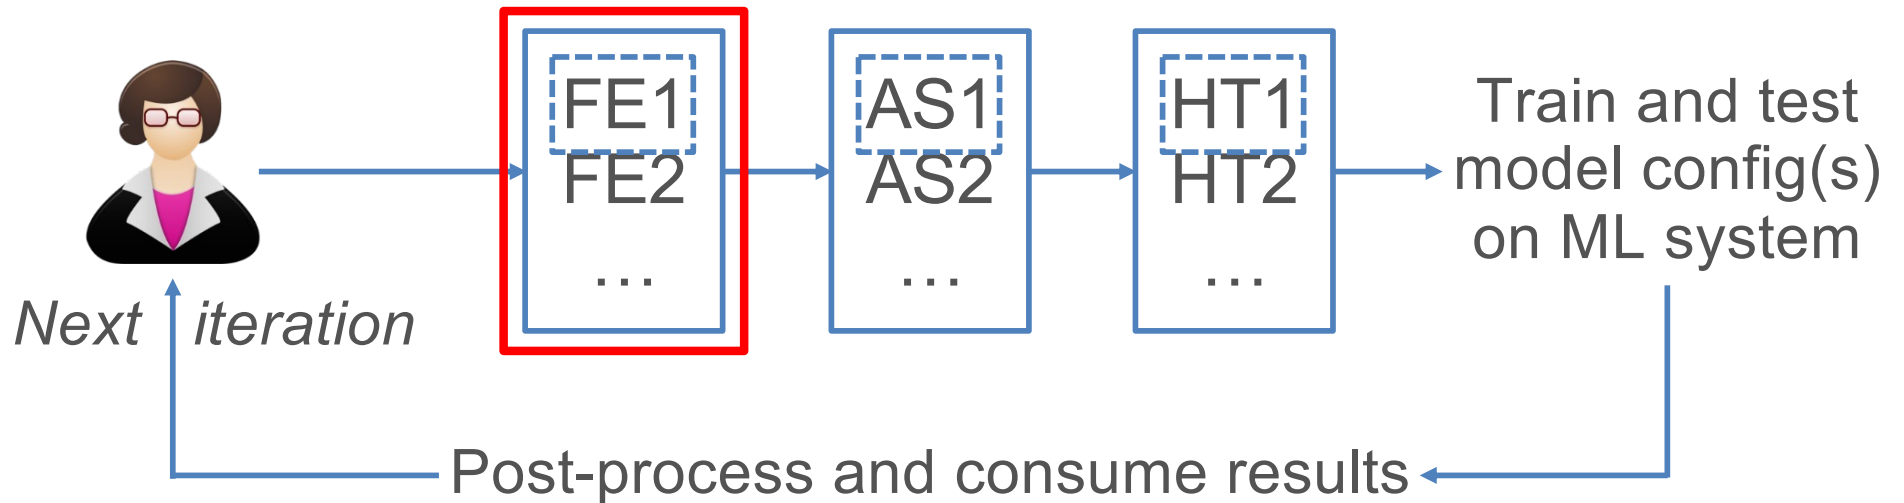 FE1
FE2
...
AS1
AS2
...
HT1
HT2
...
Train and test
model config(s)
on ML system
Next iteration
Post-process and consume results